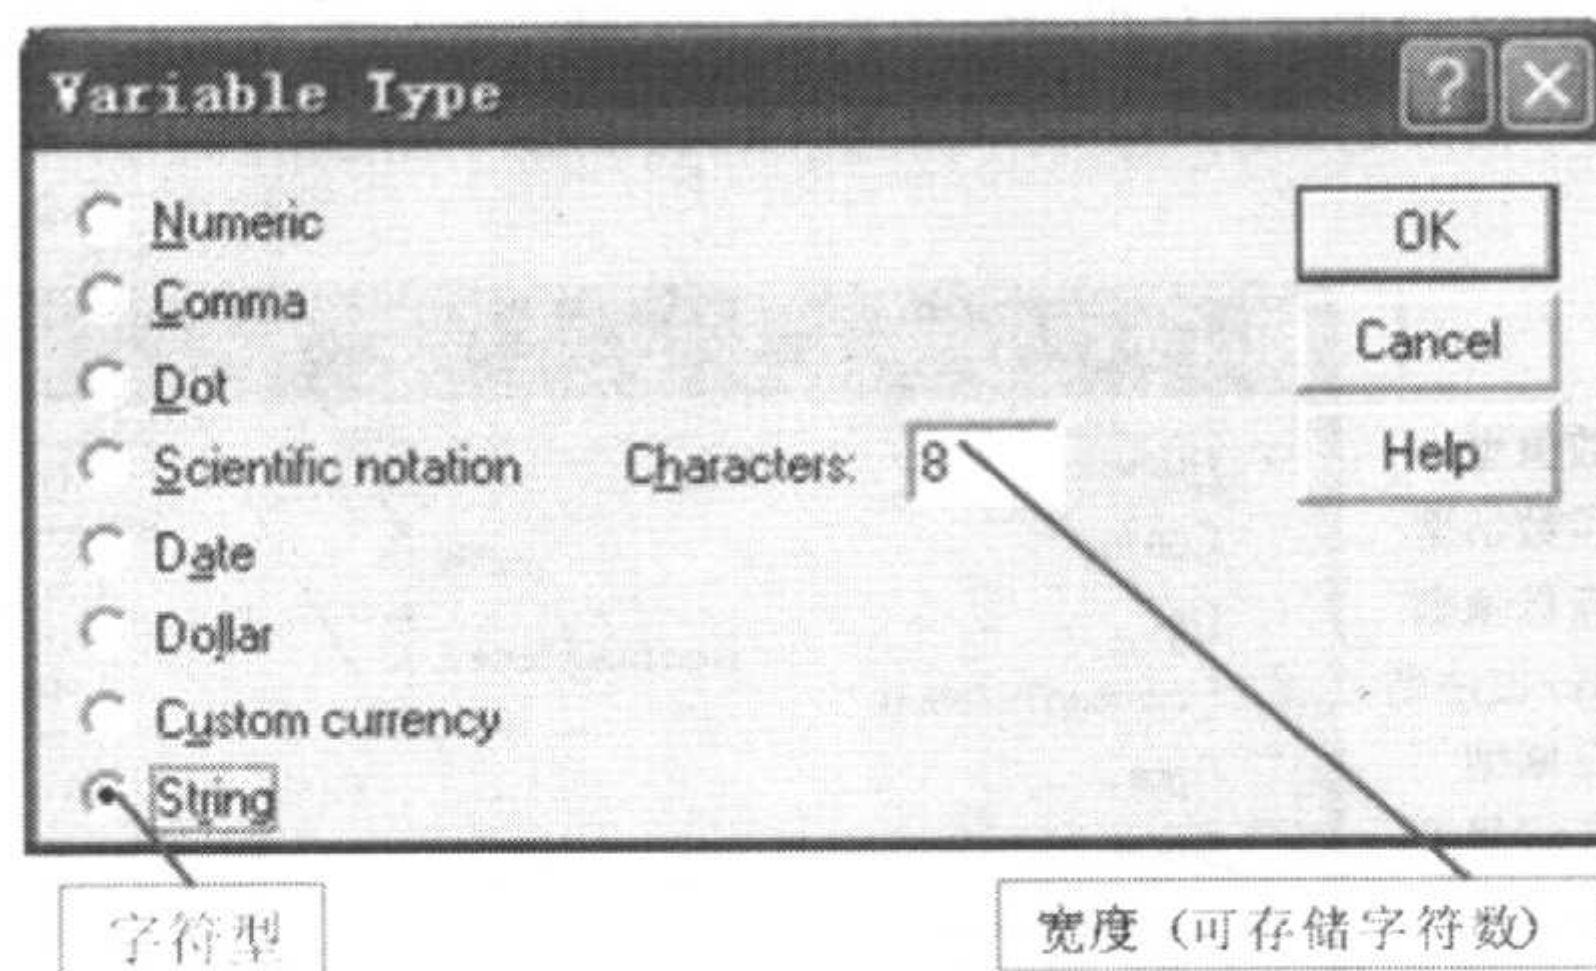 Variable Type
Numeric
Comma
Dot
Scientific notation
Date
Dollar
Custom currency
String
Characters: 8
OK
Cancel
Help
字符型
宽度（可存储字符数）